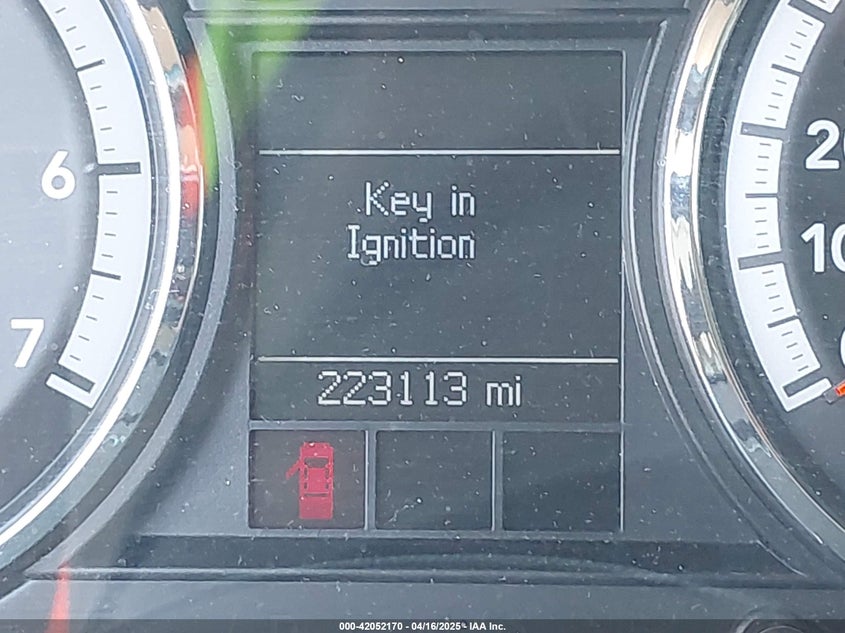 6
7
20
10
Key in
Ignition
223113 mi
000-42052170 - 04/16/2025 - IAA Inc.